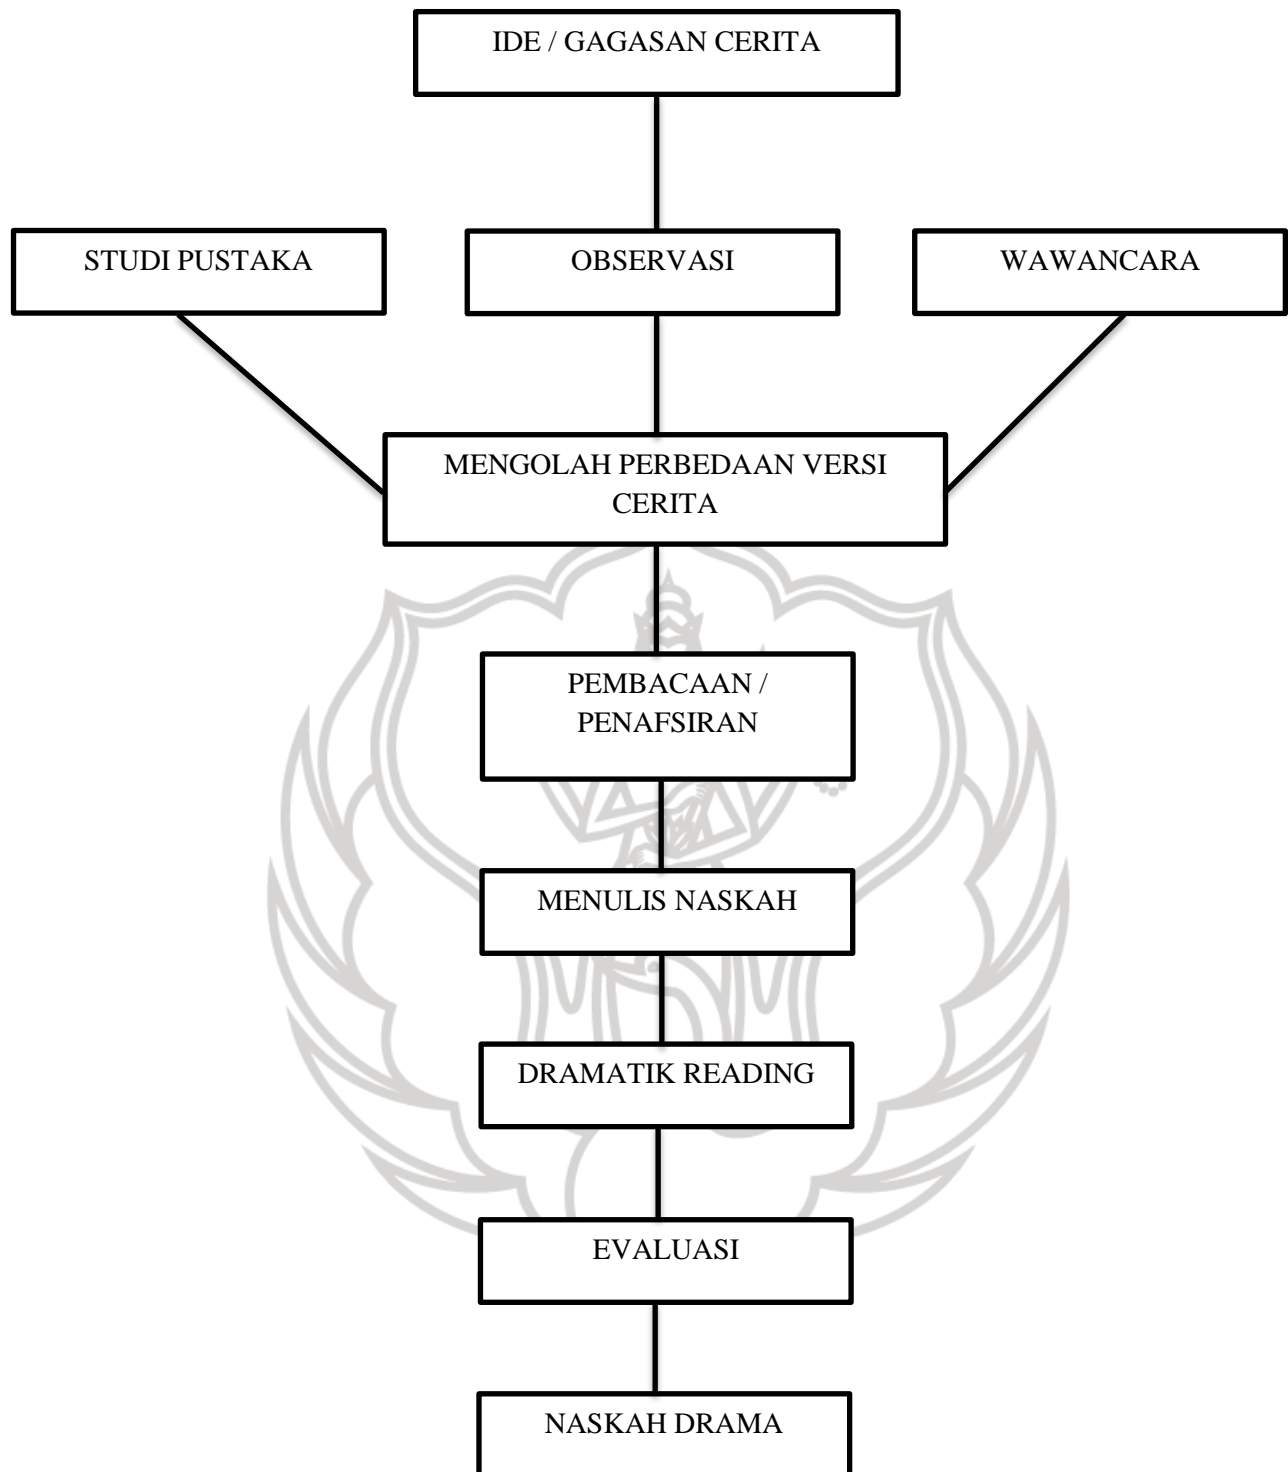 IDE / GAGASAN CERITA
STUDI PUSTAKA
OBSERVASI
WAWANCARA
MENGOLAH PERBEDAAN VERSI
CERITA
PEMBACAAN /
PENAFSIRAN
MENULIS NASKAH
DRAMATIK READING
EVALUASI
NASKAH DRAMA